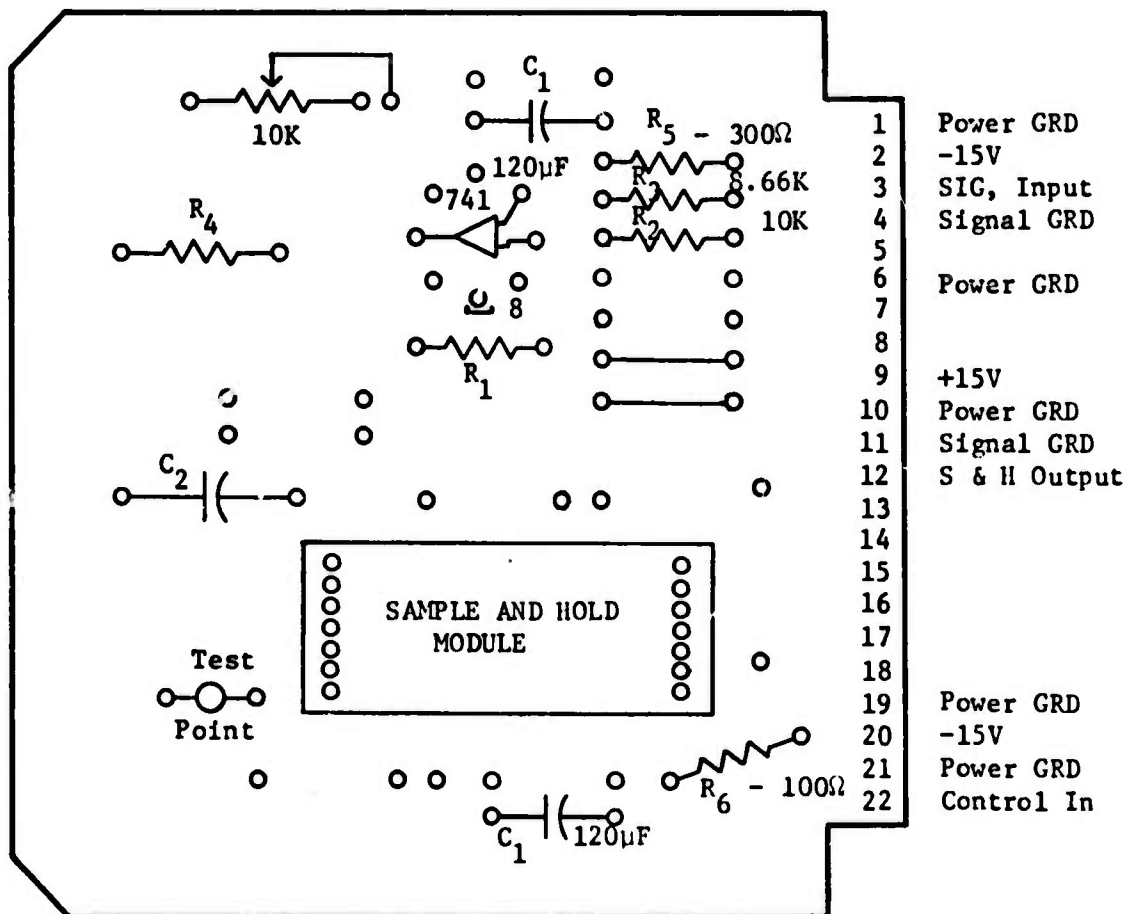 C1
10K
R5 - 300Ω
120μF
741
R3 8.66K
R2 10K
R4
8
R1
C2
SAMPLE AND HOLD
MODULE
Test
Point
R6 - 100Ω
C1 120μF
1 Power GRD
2 -15V
3 SIG, Input
4 Signal GRD
5
6 Power GRD
7
8
9 +15V
10 Power GRD
11 Signal GRD
12 S & H Output
13
14
15
16
17
18
19 Power GRD
20 -15V
21 Power GRD
22 Control In